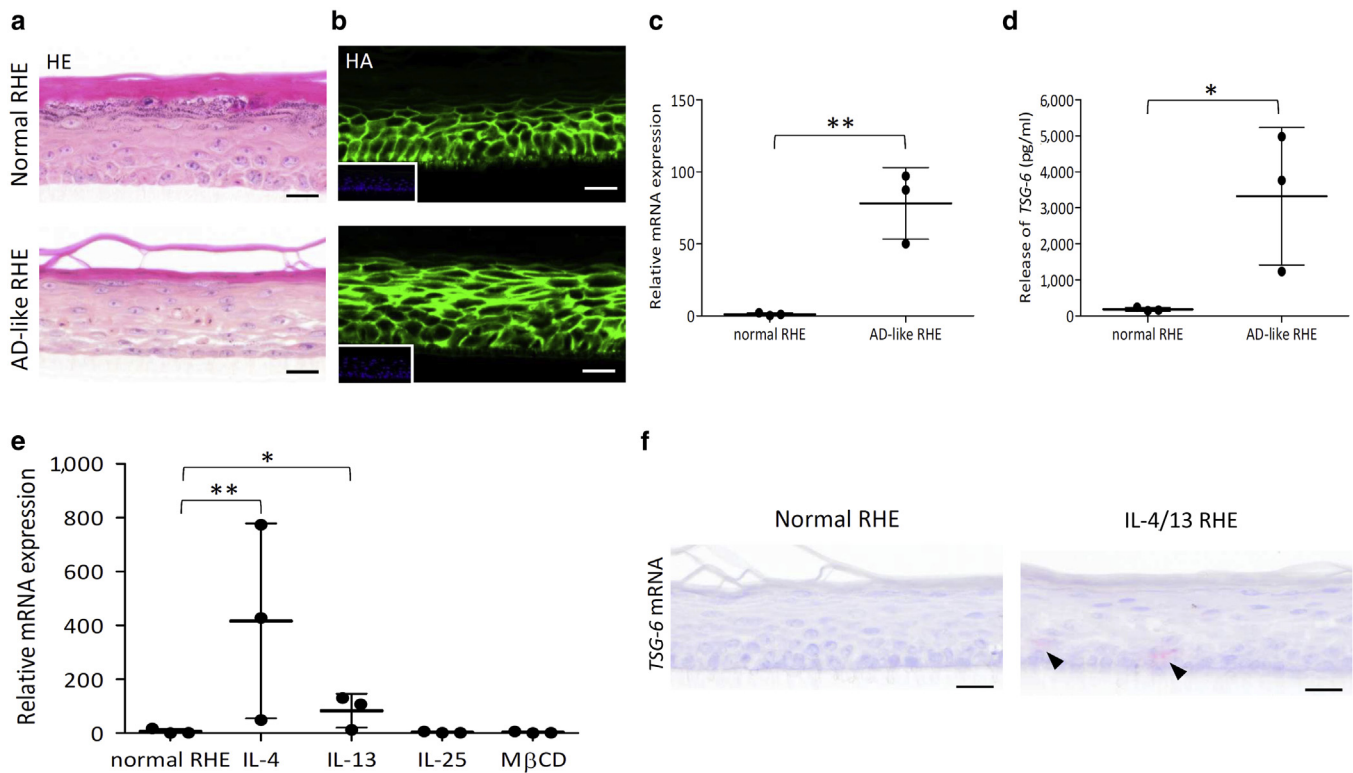 a
b
c
d
Normal RHE
HE
HA
AD-like RHE
Relative mRNA expression
150
100
50
0
**
normal RHE
AD-like RHE
Release of TSG-6 (pg/ml)
6,000
5,000
4,000
3,000
2,000
1,000
0
*
normal RHE
AD-like RHE
e
Relative mRNA expression
1,000
800
600
400
200
0
*
**
normal RHE
IL-4
IL-13
IL-25
MβCD
f
Normal RHE
IL-4/13 RHE
TSG-6 mRNA